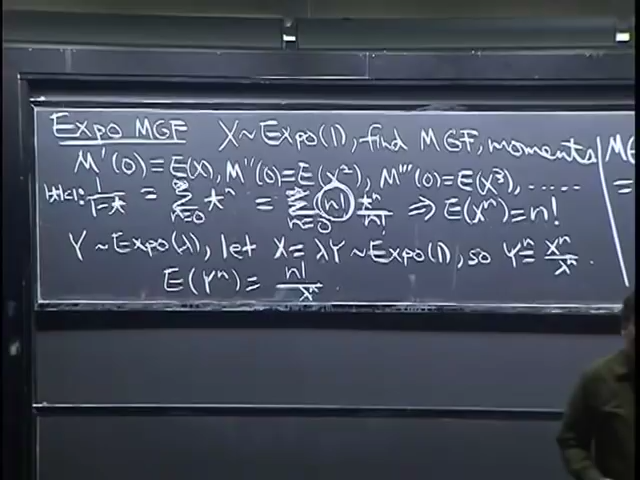 Expo MGF X ~ Expo(1), find MGF, moments
M'(0) = E(X), M''(0) = E(X²), M'''(0) = E(X³), .....
|t|<1: 1/(1-t) = Σ_{n=0}^∞ tⁿ = Σ_{n=0}^∞ n! tⁿ/n! ⇒ E(Xⁿ) = n!
Y ~ Expo(λ), let X = λY ~ Expo(1), so Yⁿ = Xⁿ/λⁿ.
E(Yⁿ) = n!/λⁿ.